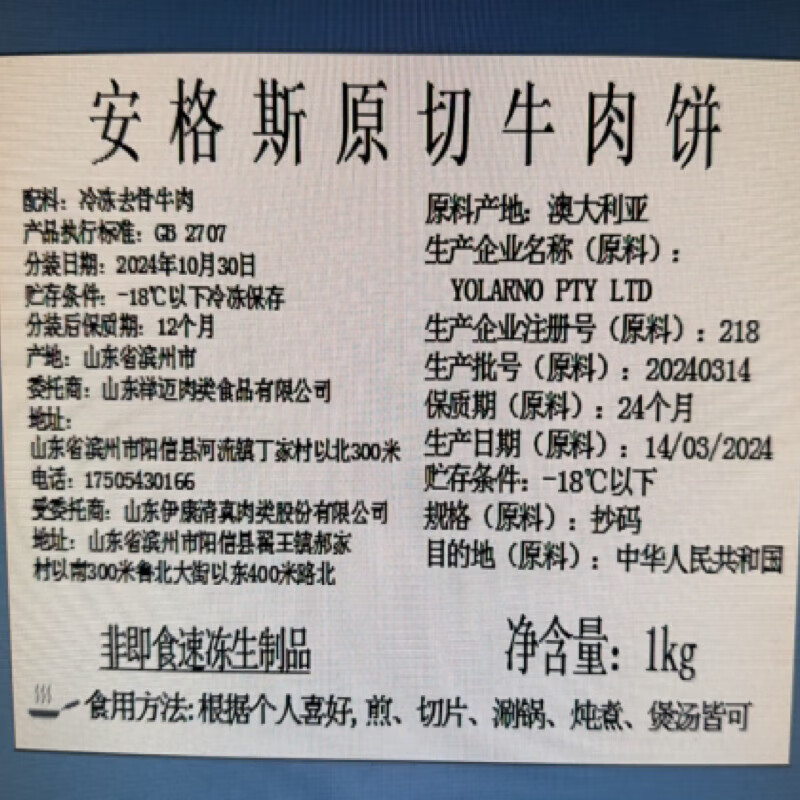 安格斯原切牛肉饼
配料：冷冻去骨牛肉
产品执行标准：GB 2707
分装日期：2024年10月30日
贮存条件：-18℃以下冷冻保存
分装后保质期：12个月
产地：山东省滨州市
委托商：山东禅迈肉类食品有限公司
地址：
山东省滨州市阳信县河流镇丁家村以北300米
电话：17505430166
受委托商：山东伊康清真肉类股份有限公司
地址：山东省滨州市阳信县翟王镇郝家
村以南300米鲁北大街以东400米路北
原料产地：澳大利亚
生产企业名称（原料）：
YOLARNO PTY LTD
生产企业注册号（原料）：218
生产批号（原料）：20240314
保质期（原料）：24个月
生产日期（原料）：14/03/2024
贮存条件：-18℃以下
规格（原料）：抄码
目的地（原料）：中华人民共和国
非即食速冻生制品
净含量：1kg
食用方法：根据个人喜好，煎、切片、涮锅、炖煮、煲汤皆可